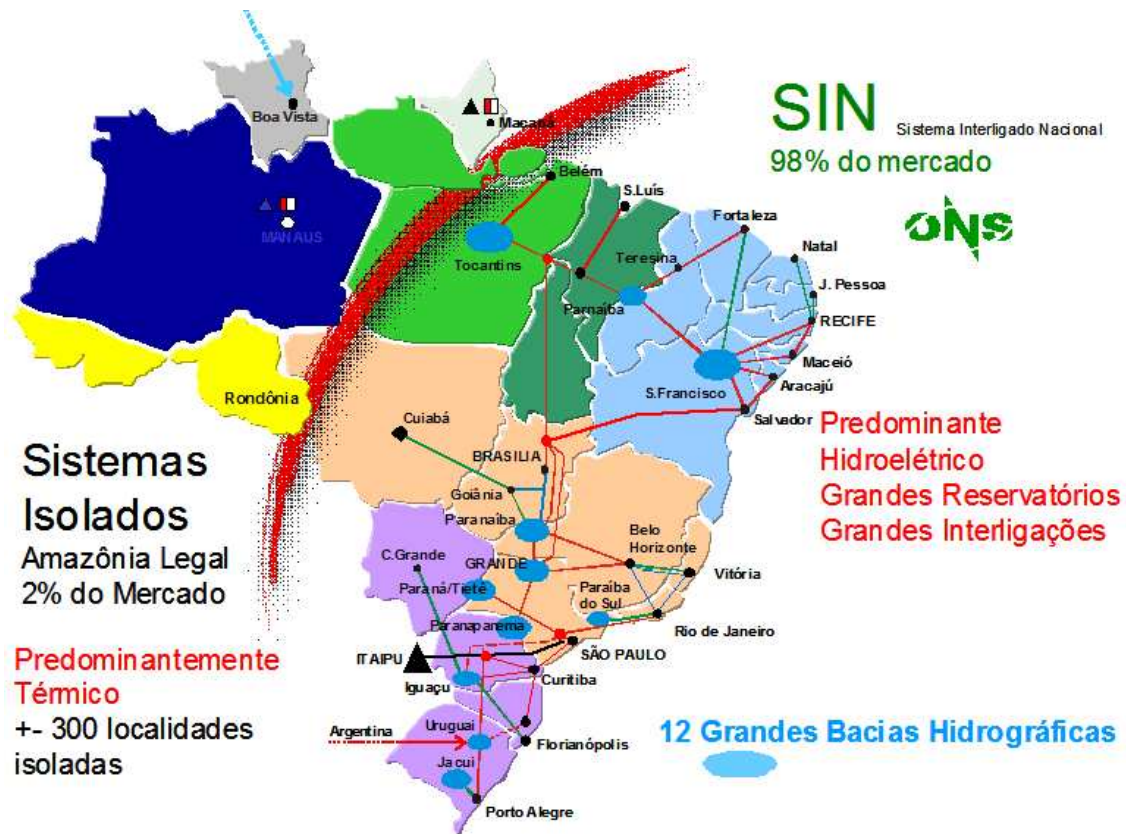 SIN
Sistema Interligado Nacional
98% do mercado
ONS
Boa Vista
Macapá
Belém
S.Luís
Fortaleza
MANAUS
Tocantins
Teresina
Natal
Parnaíba
J. Pessoa
RECIFE
Maceió
Rondônia
S.Francisco
Aracajú
Cuiabá
Salvador
Predominante
Hidroelétrico
Grandes Reservatórios
Grandes Interligações
Sistemas
Isolados
Amazônia Legal
2% do Mercado
BRASILIA
Goiânia
Paranaíba
Belo
Horizonte
C.Grande
GRANDE
Vitória
Paraná/Tietê
Paraíba
do Sul
Paranapanema
Rio de Janeiro
Predominantemente
Térmico
+- 300 localidades
isoladas
ITAIPU
SÃO PAULO
Iguaçu
Curitiba
Argentina
Uruguai
Florianópolis
12 Grandes Bacias Hidrográficas
Jacui
Porto Alegre